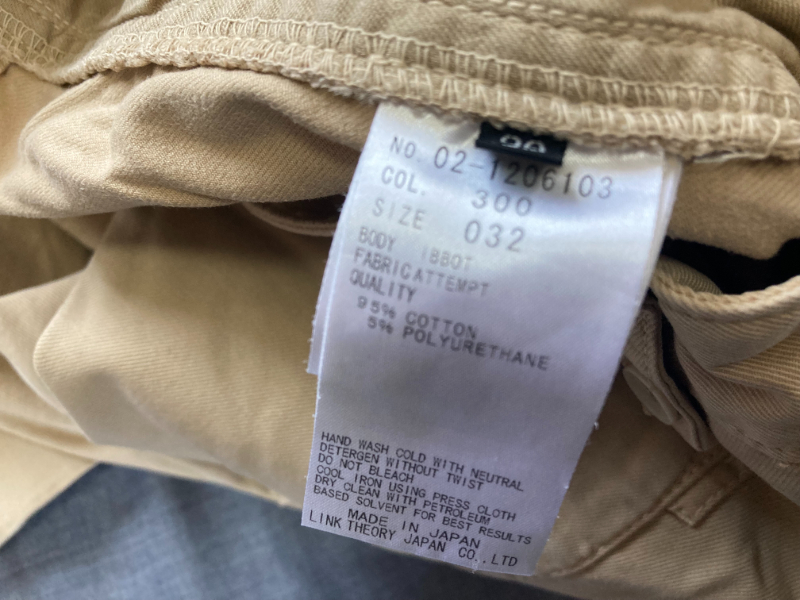 NO. 02-1206103
COL. 300
SIZE 032
BODY IBBOT
FABRICATTEMPT
QUALITY
95% COTTON
5% POLYURETHANE
HAND WASH COLD WITH NEUTRAL
DETERGEN WITHOUT TWIST
DO NOT BLEACH
COOL IRON USING PRESS CLOTH
DRY CLEAN WITH PETROLEUM
BASED SOLVENT FOR BEST RESULTS
MADE IN JAPAN
LINK THEORY JAPAN CO.,LTD